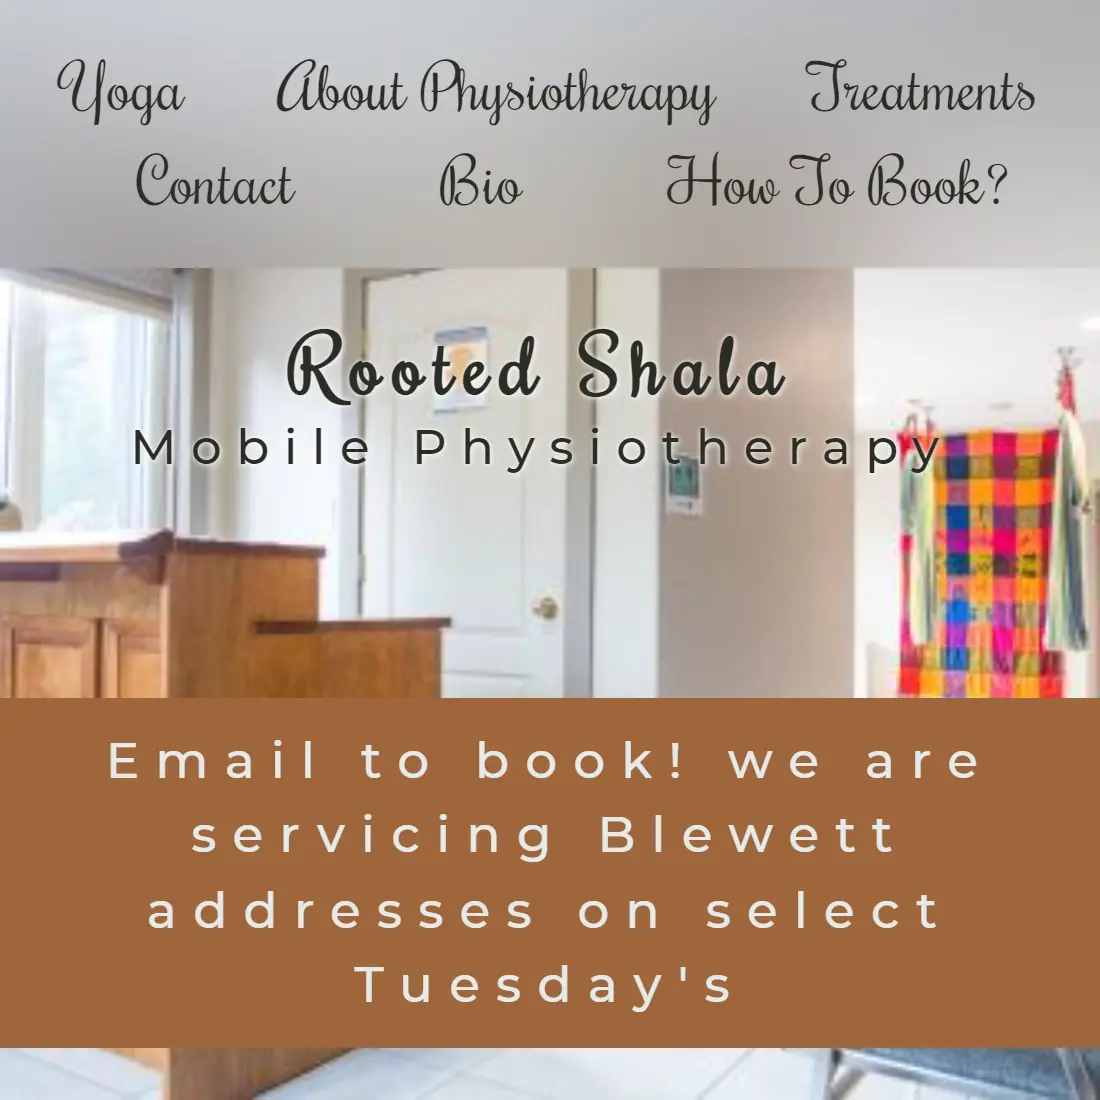 Yoga About Physiotherapy Treatments
Contact Bio How To Book?
Rooted Shala
Mobile Physiotherapy
Email to book! we are
servicing Blewett
addresses on select
Tuesday's